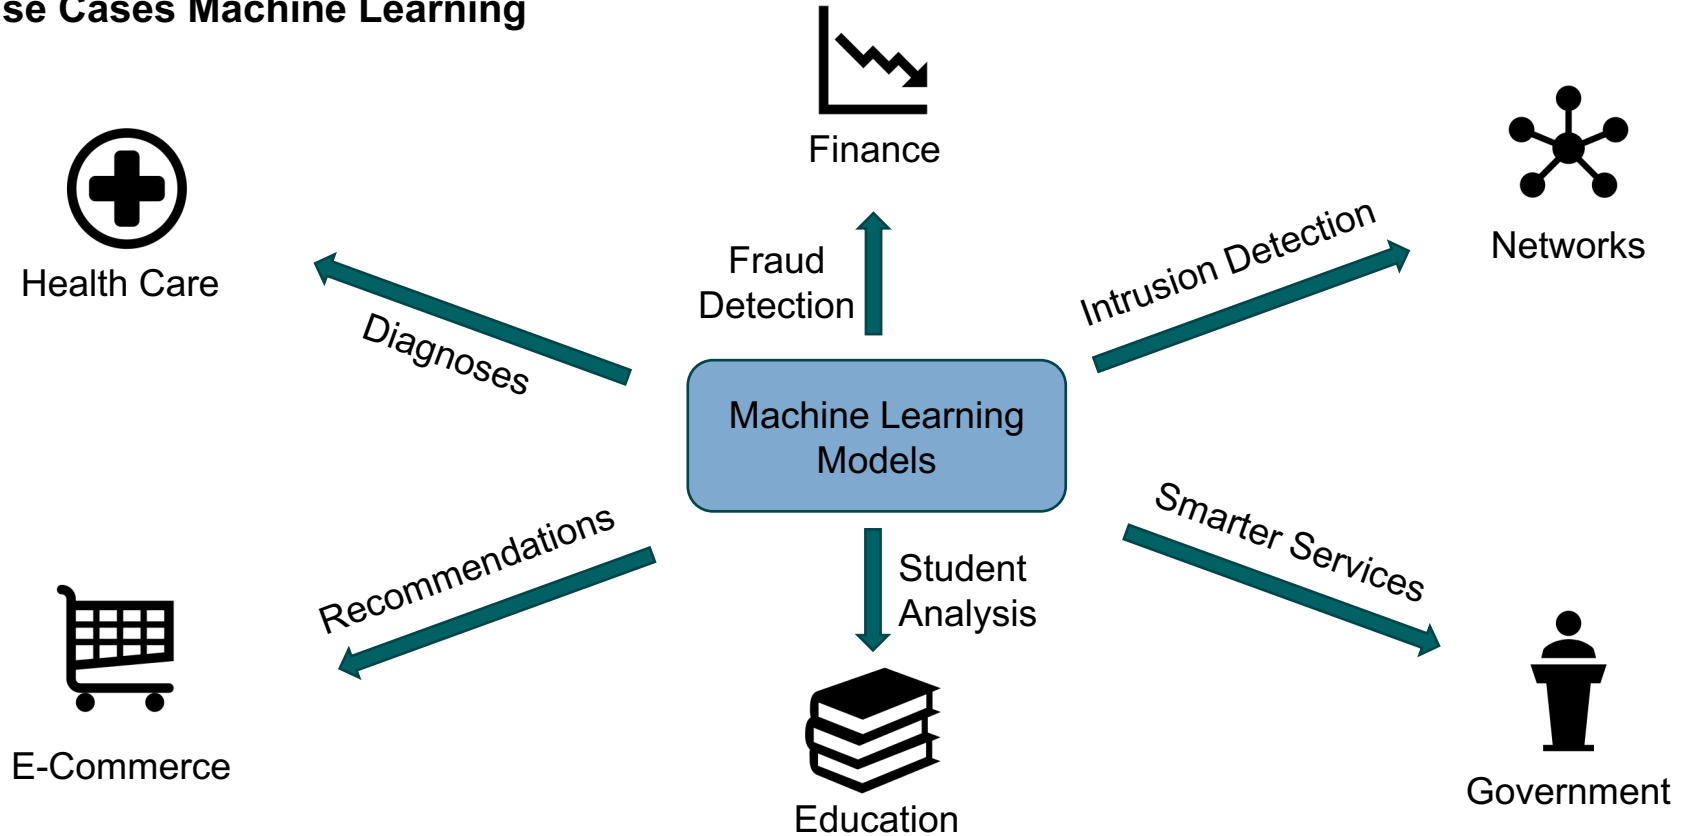 se Cases Machine Learning
Finance
Networks
Health Care
Fraud
Detection
Intrusion Detection
Diagnoses
Machine Learning
Models
Recommendations
Student
Analysis
Smarter Services
E-Commerce
Education
Government